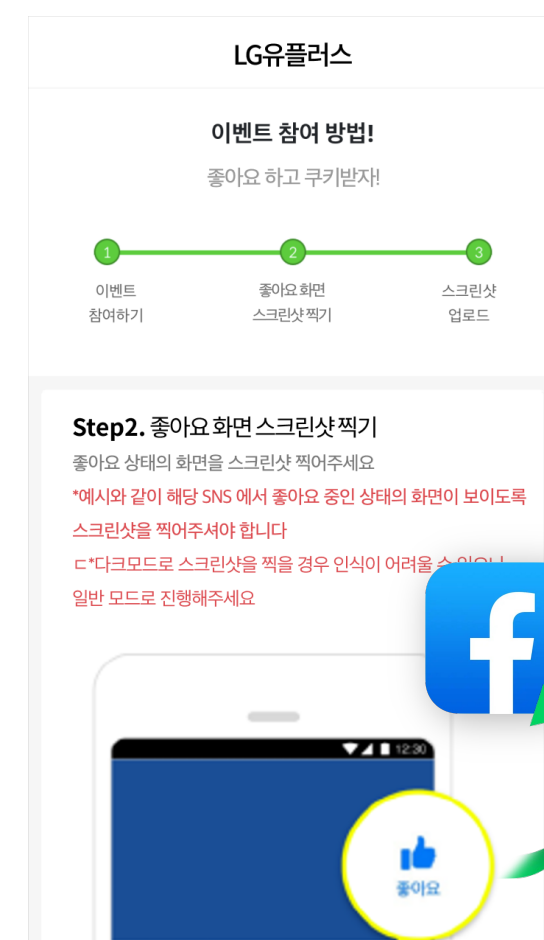 LG유플러스
이벤트 참여 방법!
좋아요 하고 쿠키받자!
1
2
3
이벤트
참여하기
좋아요 화면
스크린샷 찍기
스크린샷
업로드
Step2. 좋아요 화면 스크린샷 찍기
좋아요 상태의 화면을 스크린샷 찍어주세요
*예시와 같이 해당 SNS 에서 좋아요 중인 상태의 화면이 보이도록
스크린샷을 찍어주셔야 합니다
ㄷ*다크모드로 스크린샷을 찍을 경우 인식이 어려울
일반 모드로 진행해주세요
12:30
좋아요